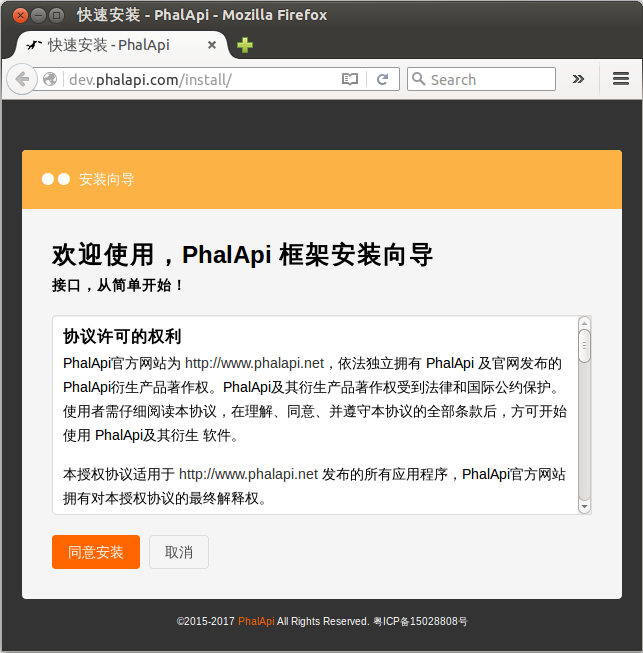 快速安装 - PhalApi - Mozilla Firefox
快速安装 - PhalApi
dev.phalapi.com/install/
Search
安装向导
欢迎使用，PhalApi 框架安装向导
接口，从简单开始！
协议许可的权利
PhalApi官方网站为 http://www.phalapi.net，依法独立拥有 PhalApi 及官网发布的
PhalApi衍生产品著作权。PhalApi及其衍生产品著作权受到法律和国际公约保护。
使用者需仔细阅读本协议，在理解、同意、并遵守本协议的全部条款后，方可开始
使用 PhalApi及其衍生 软件。
本授权协议适用于 http://www.phalapi.net 发布的所有应用程序，PhalApi官方网站
拥有对本授权协议的最终解释权。
同意安装
取消
©2015-2017 PhalApi All Rights Reserved. 粤ICP备15028808号